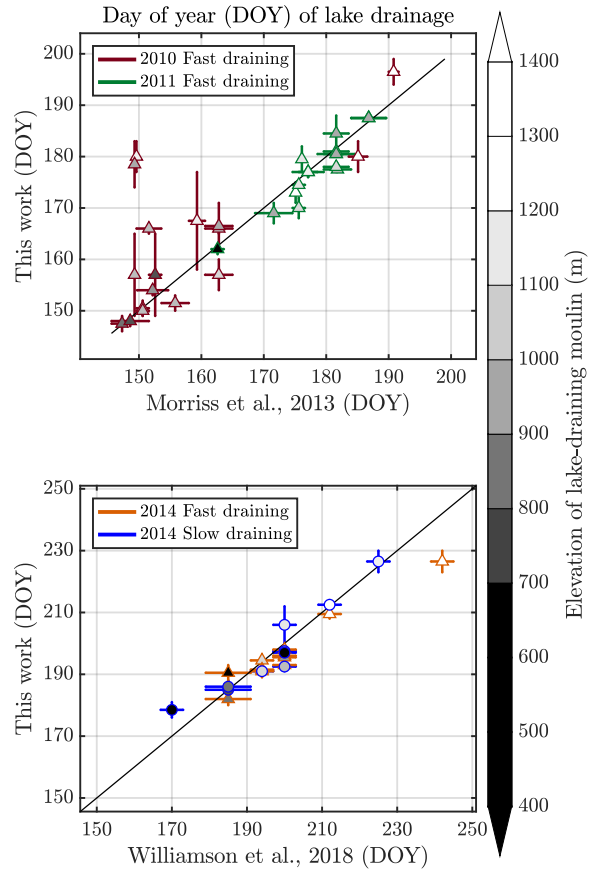 Day of year (DOY) of lake drainage
200
190
180
170
160
150
This work (DOY)
2010 Fast draining
2011 Fast draining
150 160 170 180 190 200
Morriss et al., 2013 (DOY)
250
230
210
190
170
150
This work (DOY)
2014 Fast draining
2014 Slow draining
150 170 190 210 230 250
Williamson et al., 2018 (DOY)
1400
1300
1200
1100
1000
900
800
700
600
500
400
Elevation of lake-draining moulin (m)